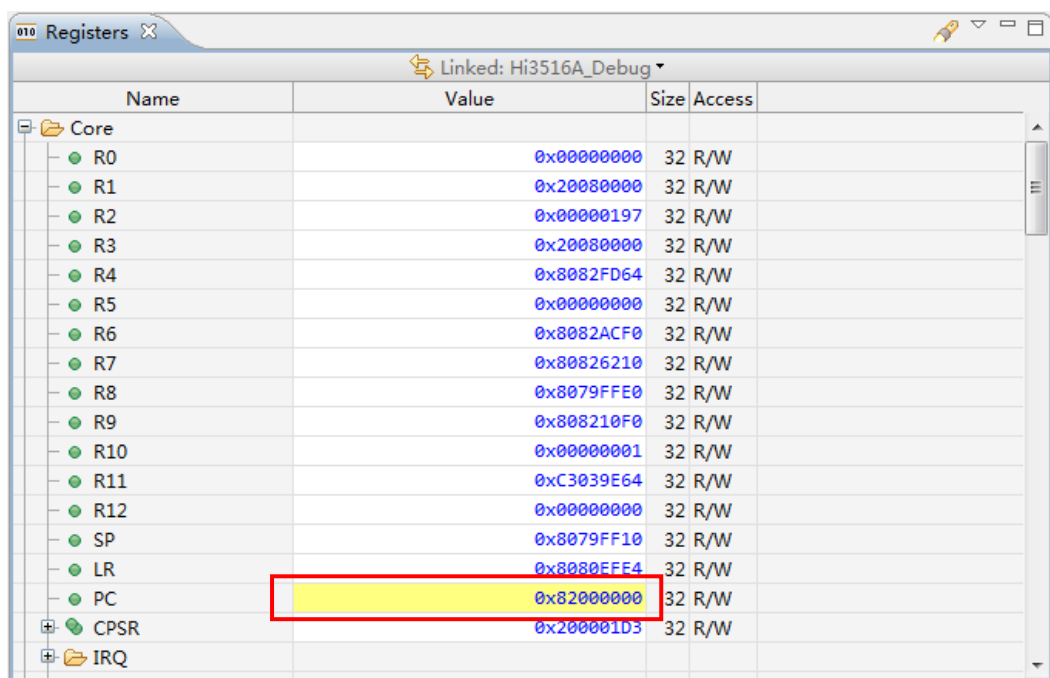 010 Registers
Linked: Hi3516A_Debug
Name Value Size Access
Core
R0 0x00000000 32 R/W
R1 0x20080000 32 R/W
R2 0x00000197 32 R/W
R3 0x20080000 32 R/W
R4 0x8082FD64 32 R/W
R5 0x00000000 32 R/W
R6 0x8082ACF0 32 R/W
R7 0x80826210 32 R/W
R8 0x8079FFE0 32 R/W
R9 0x808210F0 32 R/W
R10 0x00000001 32 R/W
R11 0xC3039E64 32 R/W
R12 0x00000000 32 R/W
SP 0x8079FF10 32 R/W
LR 0x8080EFE4 32 R/W
PC 0x82000000 32 R/W
CPSR 0x200001D3 32 R/W
IRQ